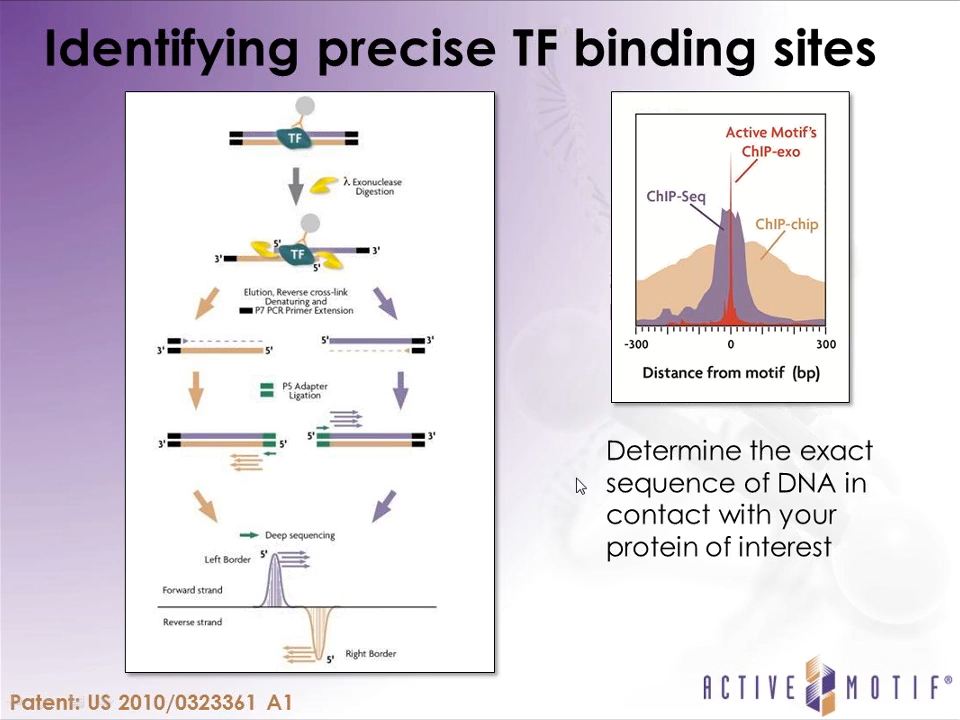 Identifying precise TF binding sites
TF
λ Exonuclease
Digestion
5'
3'
3'
TF
5'
Elution, Reverse cross-link
Denaturing and
P7 PCR Primer Extension
3'
5'
5'
3'
P5 Adapter
Ligation
3'
5'
5'
3'
Deep sequencing
Left Border
5'
Forward strand
Reverse strand
5'
Right Border
Active Motif's
ChIP-exo
ChIP-Seq
ChIP-chip
-300
0
300
Distance from motif (bp)
Determine the exact
sequence of DNA in
contact with your
protein of interest
Patent: US 2010/0323361 A1
ACTIVE MOTIF®